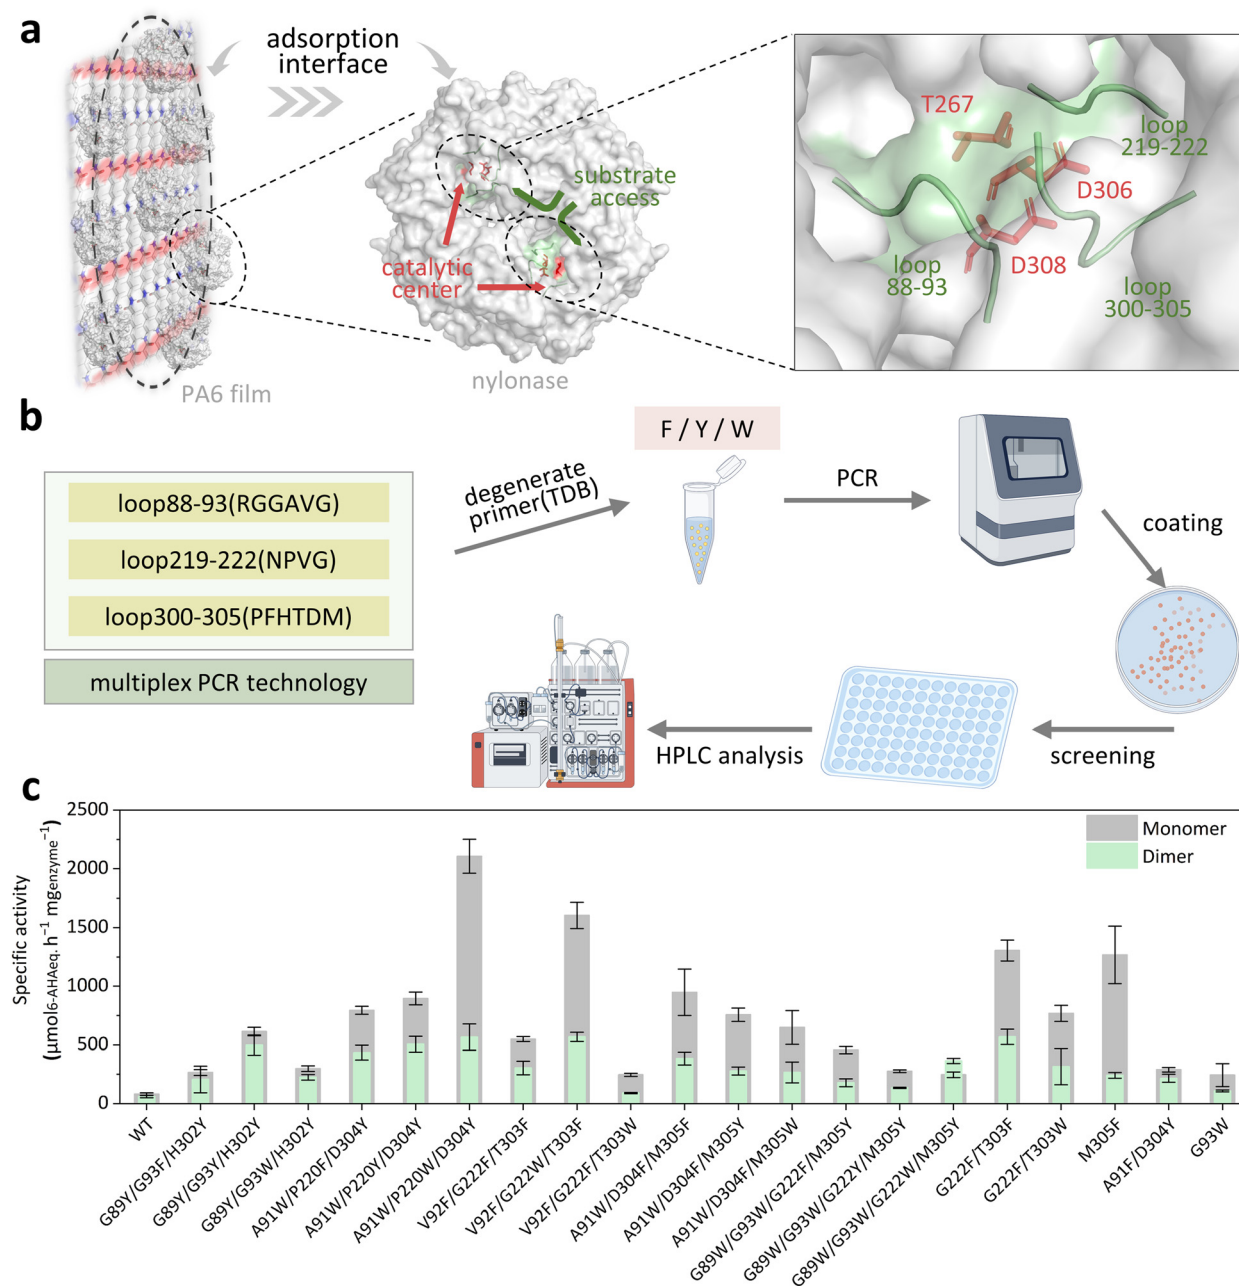 a
adsorption
interface
T267
loop
219-222
substrate
access
D306
catalytic
center
loop
88-93
D308
loop
300-305
PA6 film
nylonase
b
F / Y / W
degenerate
primer(TDB)
PCR
loop88-93(RGGAVG)
coating
loop219-222(NPVG)
loop300-305(PFHTDM)
multiplex PCR technology
HPLC analysis
screening
c
Specific activity
(μmol6-AHAeq. h−1 mgenzyme−1)
2500
2000
1500
1000
500
0
Monomer
Dimer
WT
G89Y/G93F/H302Y
G89Y/G93Y/H302Y
G89Y/G93W/H302Y
A91W/P220F/D304Y
A91W/P220Y/D304Y
A91W/P220W/D304Y
V92F/G222F/T303F
V92F/G222W/T303F
V92F/G222F/T303W
A91W/D304F/M305F
A91W/D304F/M305Y
A91W/D304F/M305W
G89W/G93W/G222F/M305Y
G89W/G93W/G222Y/M305Y
G89W/G93W/G222W/M305Y
G222F/T303F
G222F/T303W
M305F
A91F/D304Y
G93W